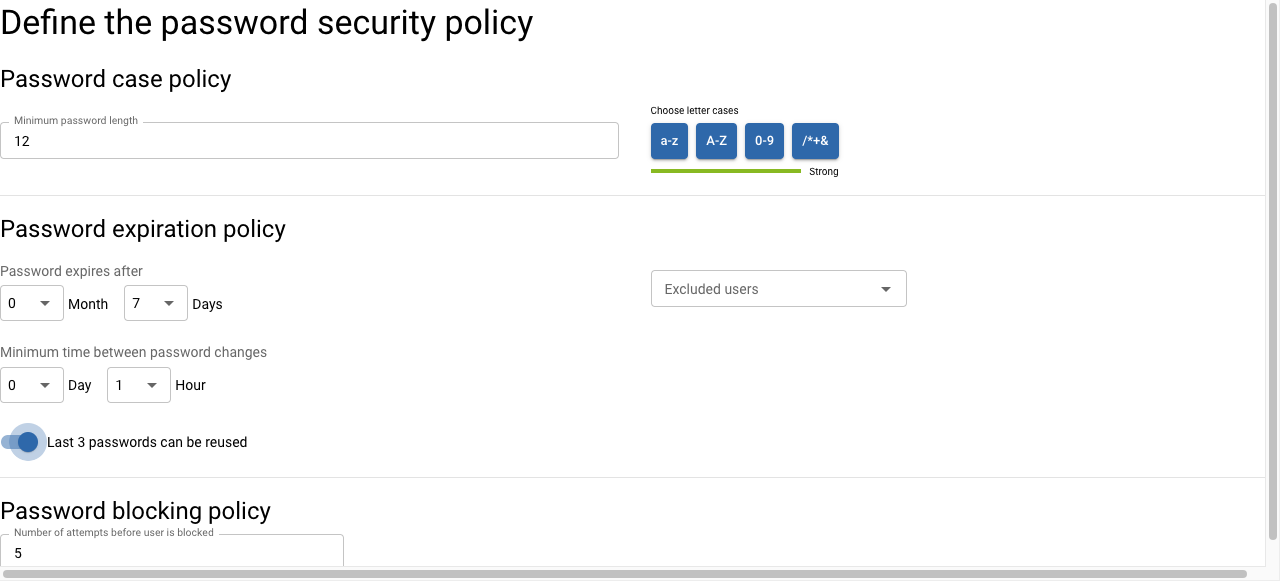 Define the password security policy
Password case policy
Minimum password length
12
Choose letter cases
a-z A-Z 0-9 /*+&
Strong
Password expiration policy
Password expires after
0 Month 7 Days
Excluded users
Minimum time between password changes
0 Day 1 Hour
Last 3 passwords can be reused
Password blocking policy
Number of attempts before user is blocked
5